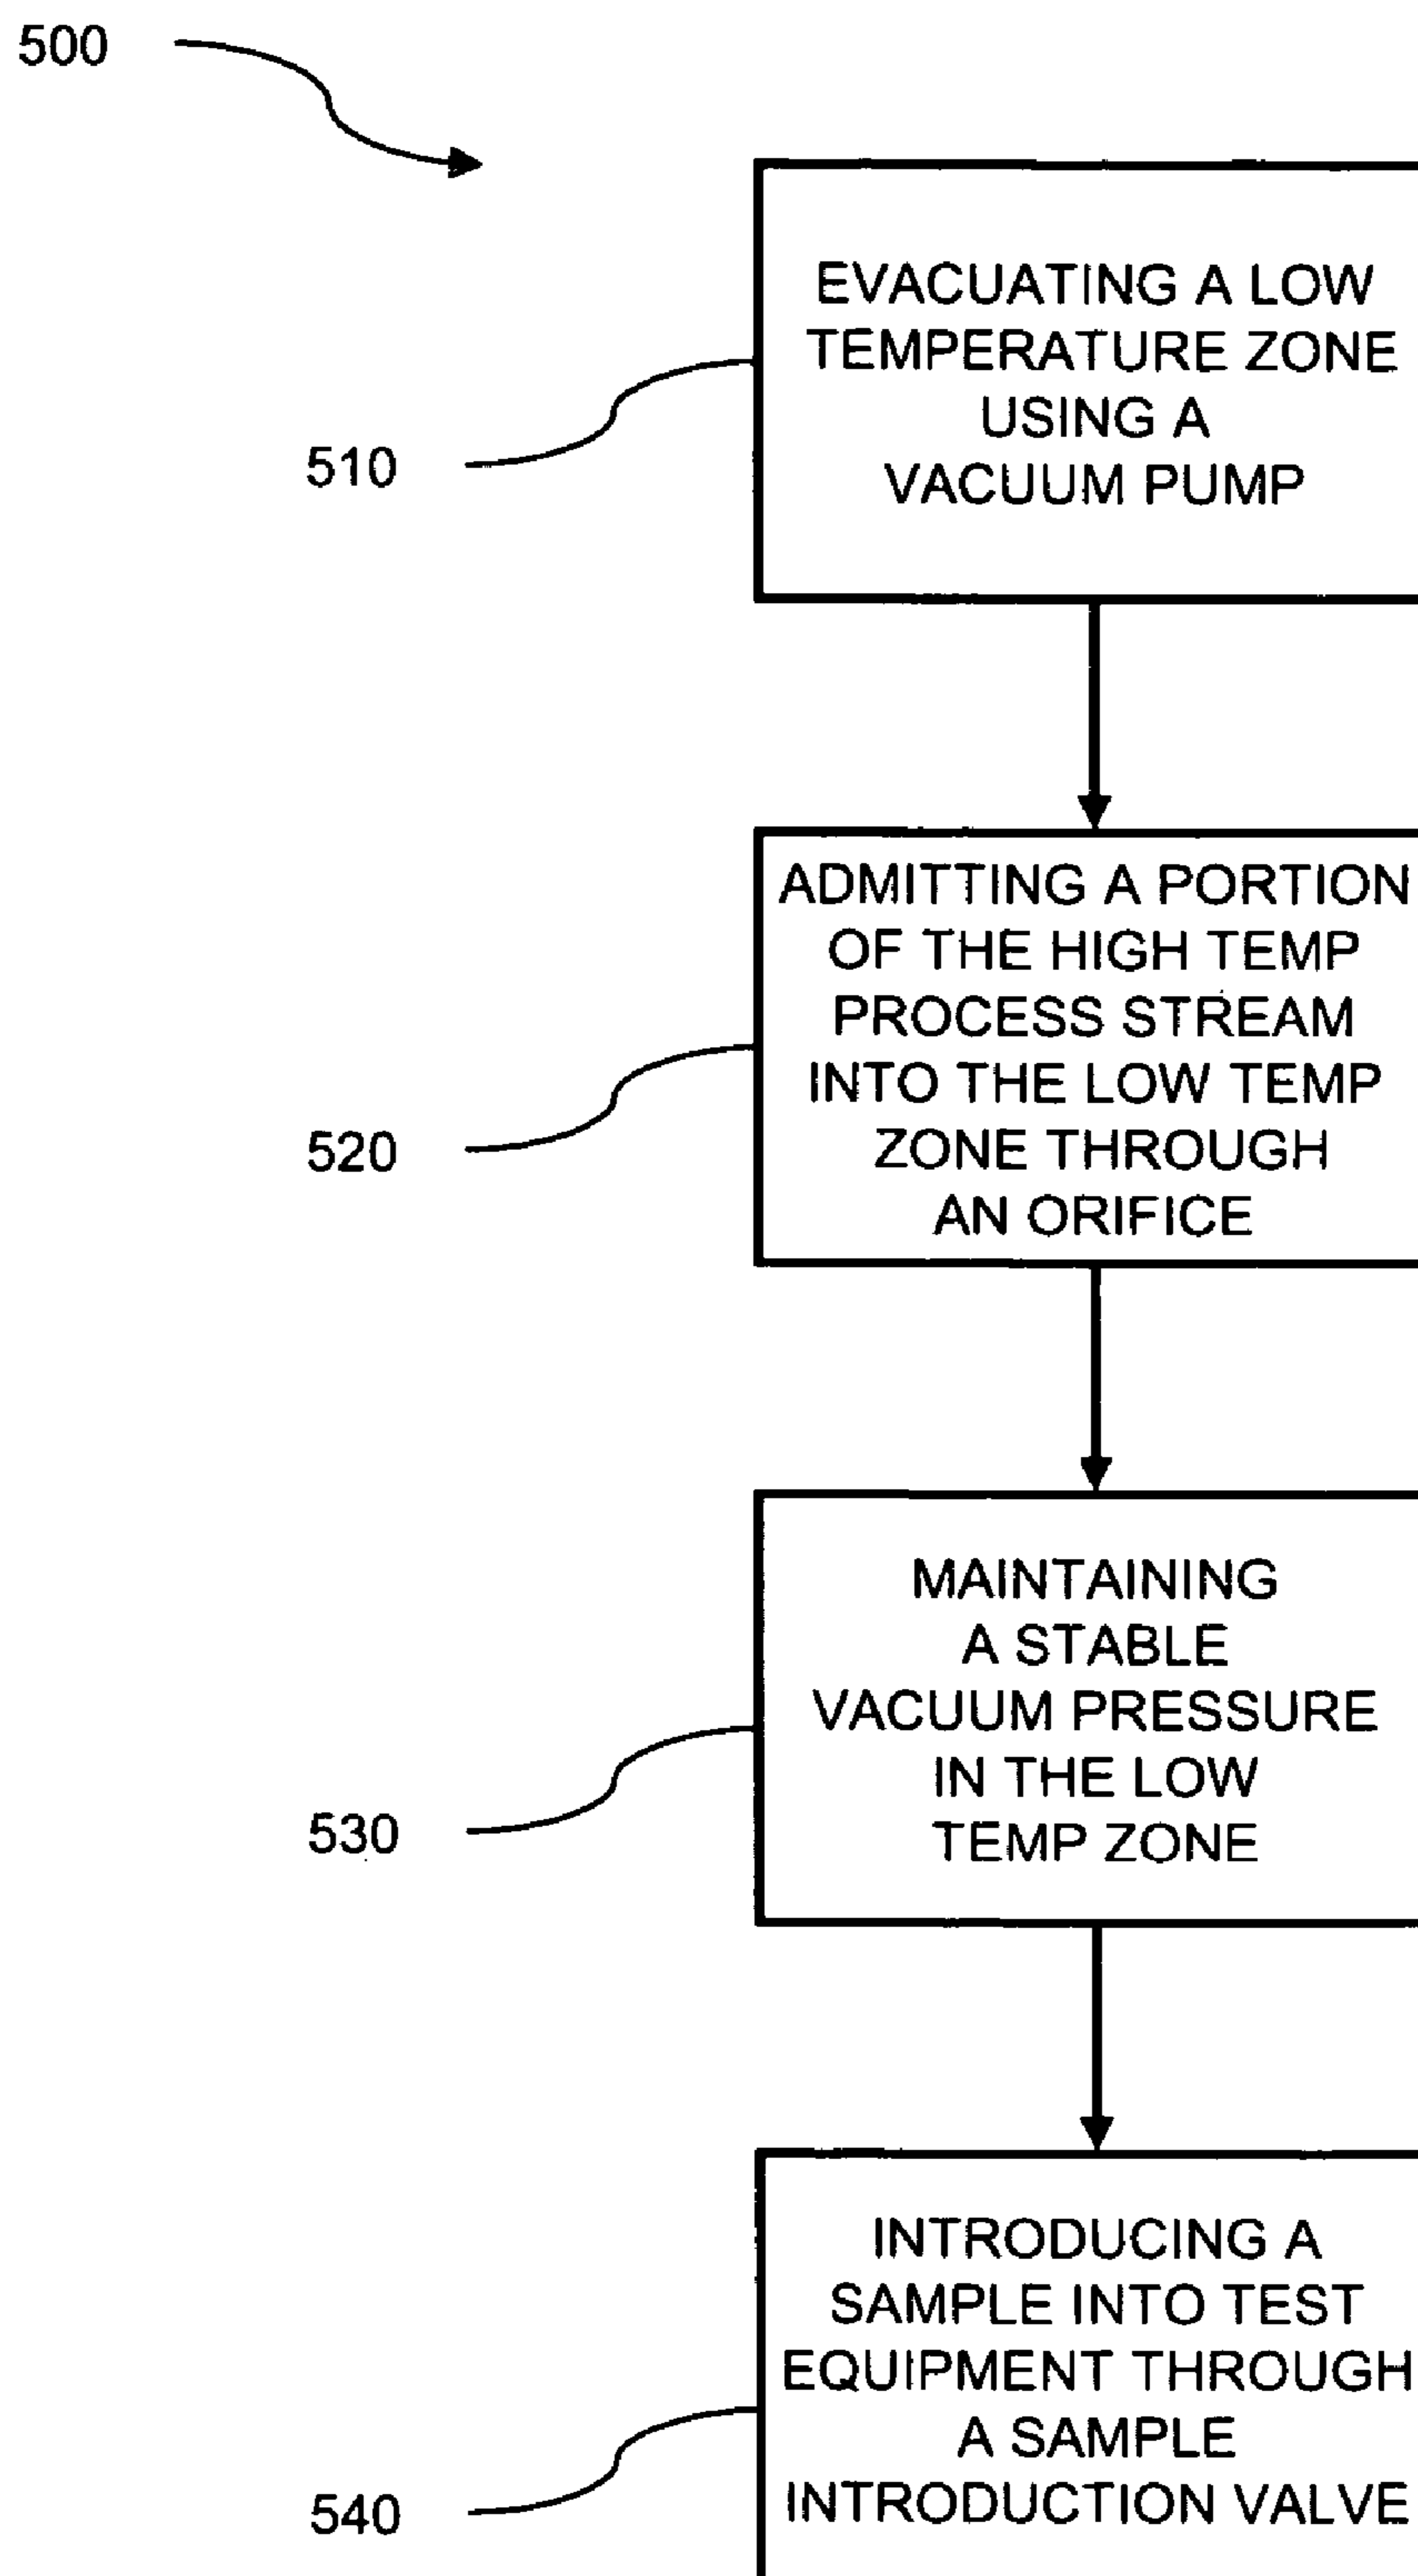 500
EVACUATING A LOW
TEMPERATURE ZONE
USING A
VACUUM PUMP
510
ADMITTING A PORTION
OF THE HIGH TEMP
PROCESS STREAM
INTO THE LOW TEMP
ZONE THROUGH
AN ORIFICE
520
MAINTAINING
A STABLE
VACUUM PRESSURE
IN THE LOW
TEMP ZONE
530
INTRODUCING A
SAMPLE INTO TEST
EQUIPMENT THROUGH
A SAMPLE
INTRODUCTION VALVE
540